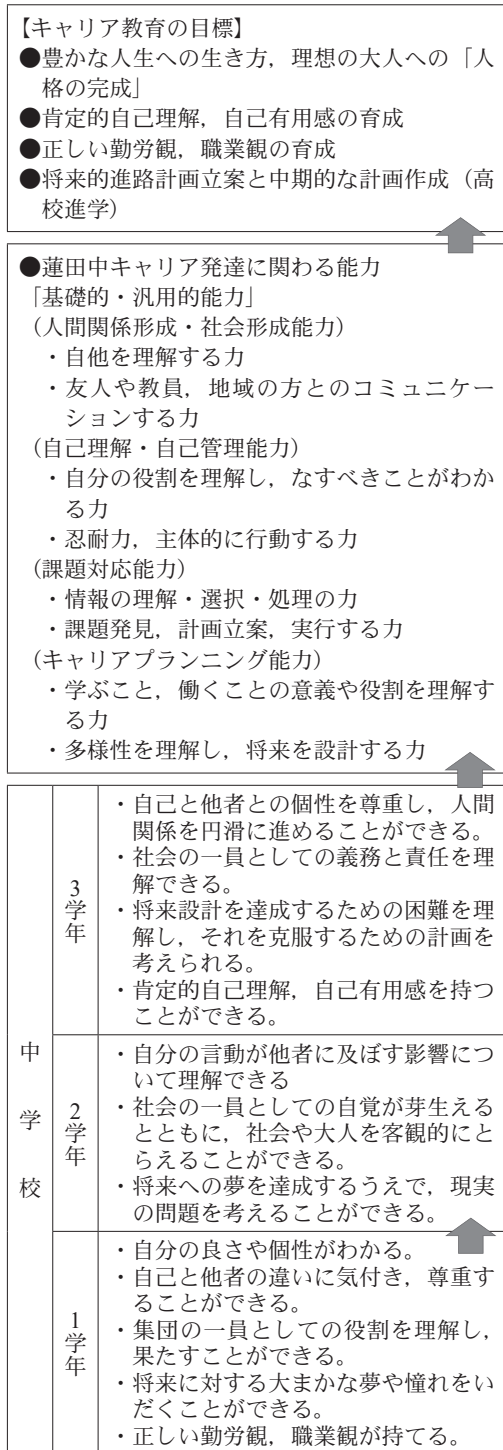 【キャリア教育の目標】
●豊かな人生への生き方，理想の大人への「人
格の完成」
●肯定的自己理解，自己有用感の育成
●正しい勤労観，職業観の育成
●将来的進路計画立案と中期的な計画作成（高
校進学）
●蓮田中キャリア発達に関わる能力
「基礎的・汎用的能力」
（人間関係形成・社会形成能力）
・自他を理解する力
・友人や教員，地域の方とのコミュニケー
ションする力
（自己理解・自己管理能力）
・自分の役割を理解し，なすべきことがわか
る力
・忍耐力，主体的に行動する力
（課題対応能力）
・情報の理解・選択・処理の力
・課題発見，計画立案，実行する力
（キャリアプランニング能力）
・学ぶこと，働くことの意義や役割を理解す
る力
・多様性を理解し，将来を設計する力
中学校
3学年
・自己と他者との個性を尊重し，人間
関係を円滑に進めることができる。
・社会の一員としての義務と責任を理
解できる。
・将来設計を達成するための困難を理
解し，それを克服するための計画を
考えられる。
・肯定的自己理解，自己有用感を持つ
ことができる。
2学年
・自分の言動が他者に及ぼす影響につ
いて理解できる
・社会の一員としての自覚が芽生える
とともに，社会や大人を客観的にと
らえることができる。
・将来への夢を達成するうえで，現実
の問題を考えることができる。
1学年
・自分の良さや個性がわかる。
・自己と他者の違いに気付き，尊重す
ることができる。
・集団の一員としての役割を理解し，
果たすことができる。
・将来に対する大まかな夢や憧れをい
だくことができる。
・正しい勤労観，職業観が持てる。